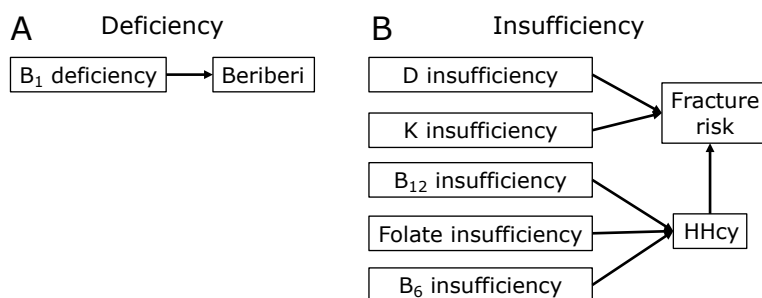 A Deficiency
B₁ deficiency
Beriberi
B Insufficiency
D insufficiency
K insufficiency
B₁₂ insufficiency
Folate insufficiency
B₆ insufficiency
Fracture
risk
HHcy